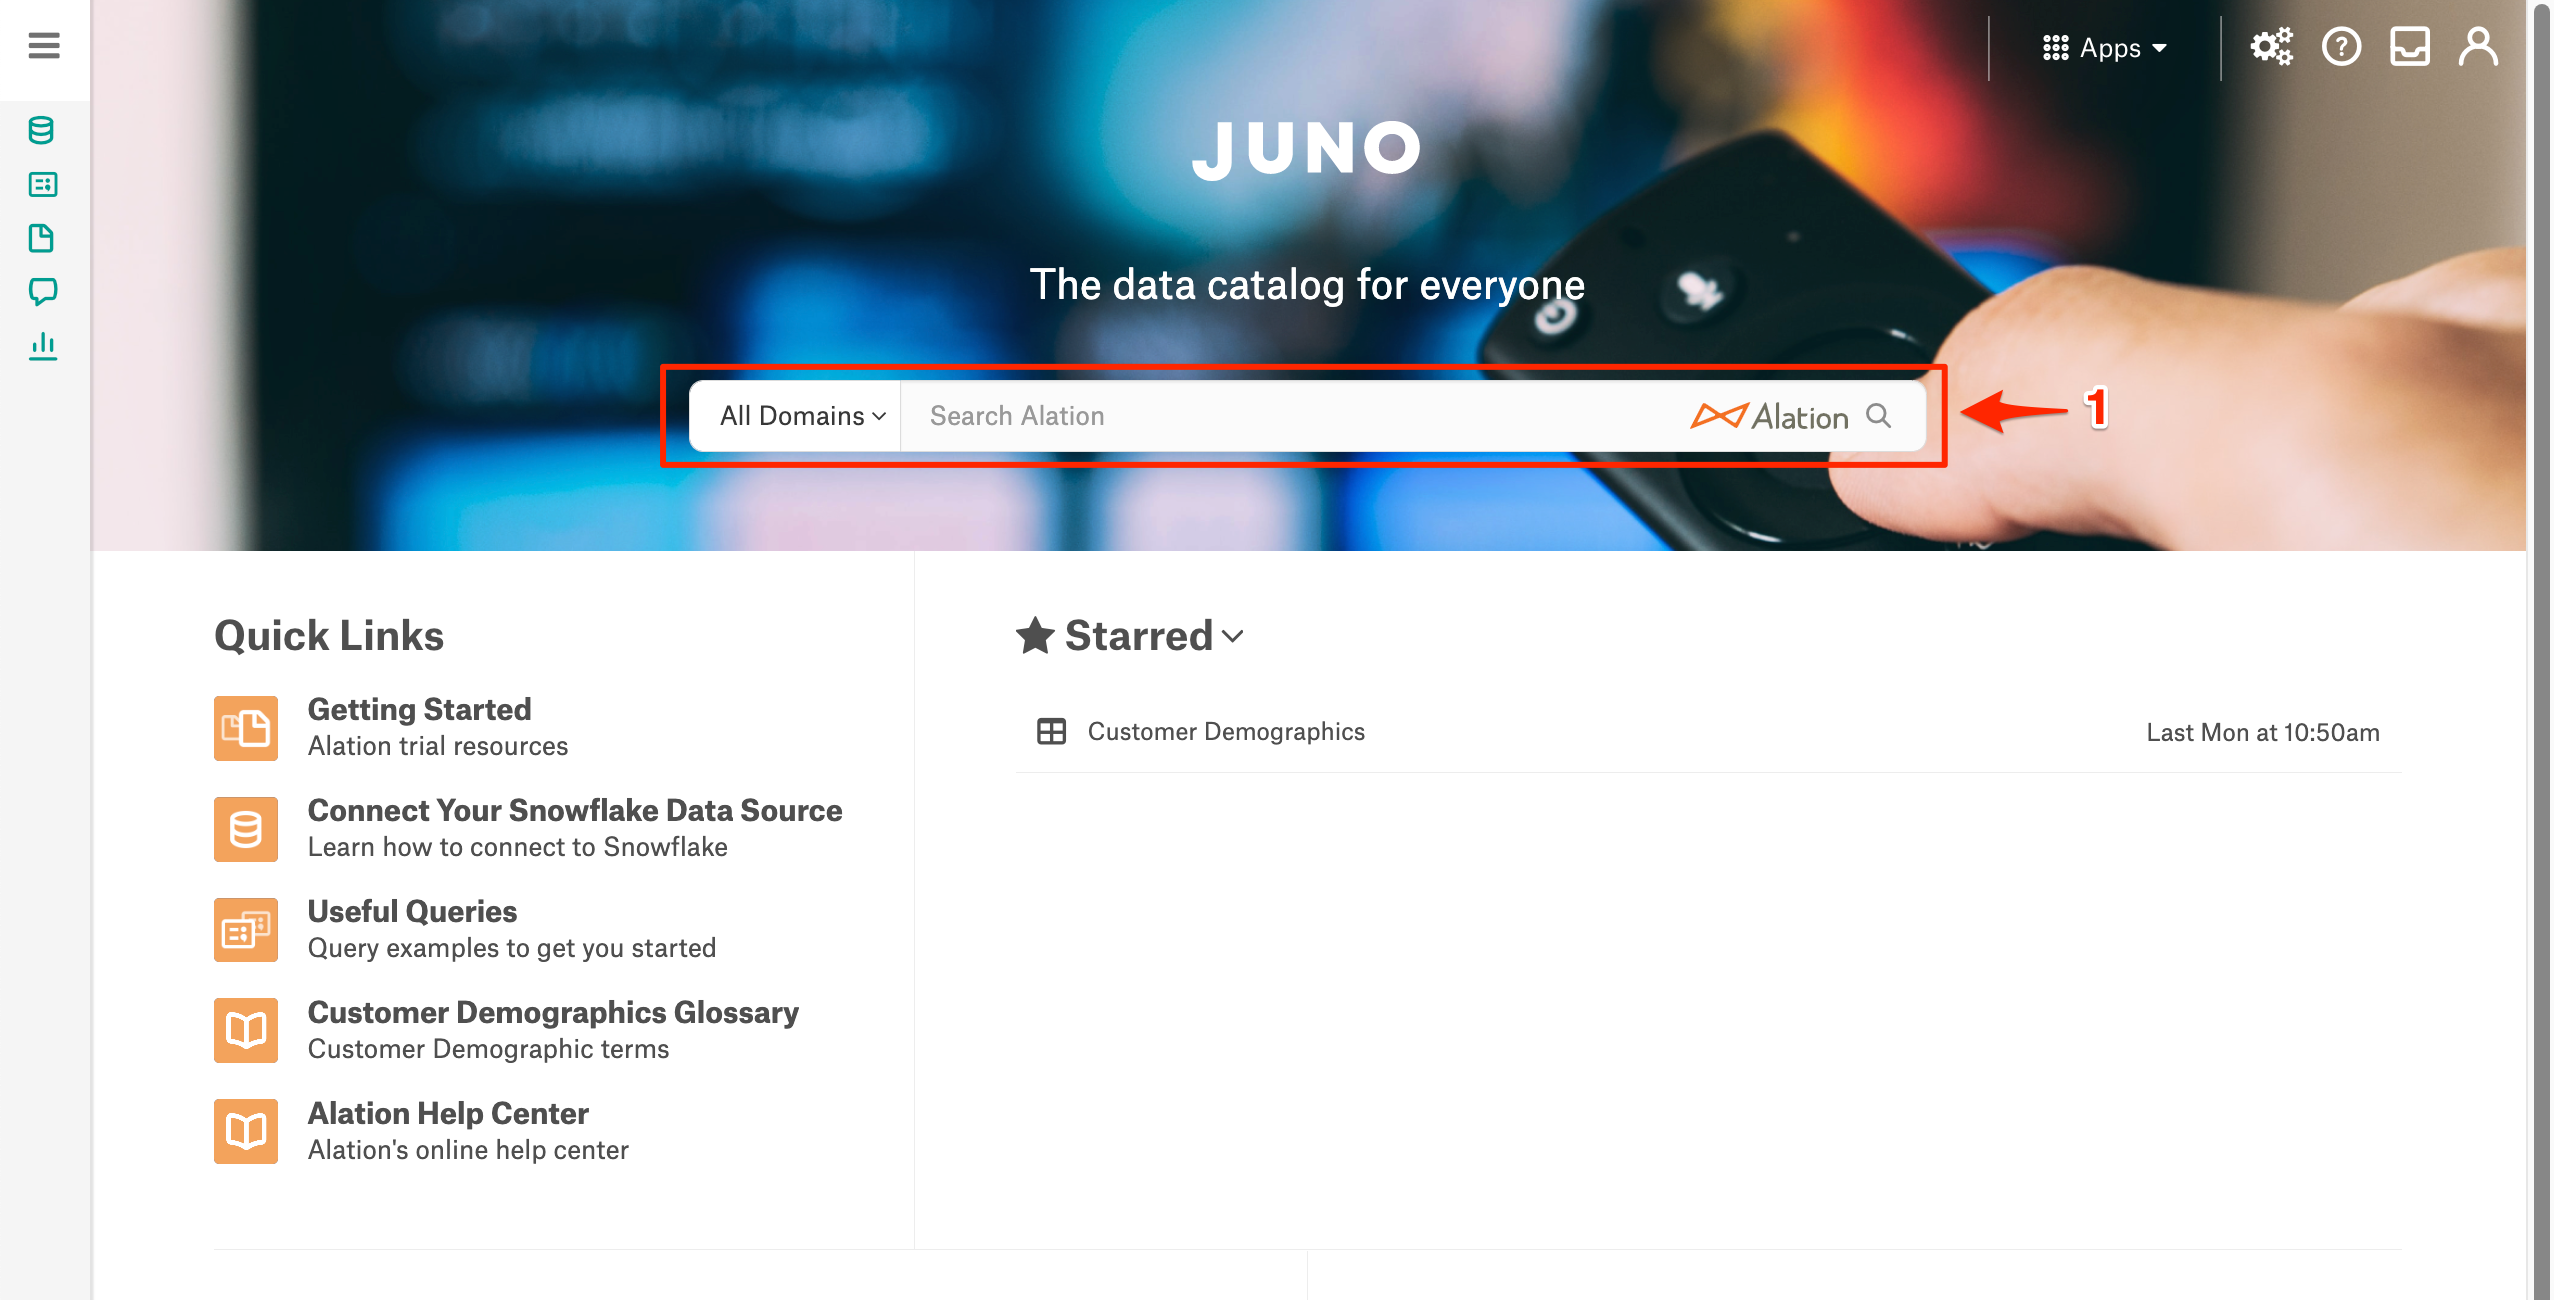 Apps
JUNO
The data catalog for everyone
All Domains
Search Alation
Alation
1
Quick Links
Getting Started
Alation trial resources
Connect Your Snowflake Data Source
Learn how to connect to Snowflake
Useful Queries
Query examples to get you started
Customer Demographics Glossary
Customer Demographic terms
Alation Help Center
Alation's online help center
Starred
Customer Demographics
Last Mon at 10:50am